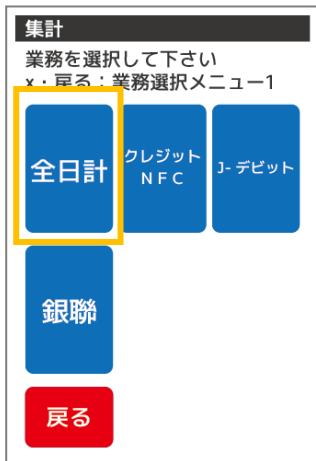 集計
業務を選択して下さい
x・戻る：業務選択メニュー1
全日計
クレジット
NFC
J-デビット
銀聯
戻る